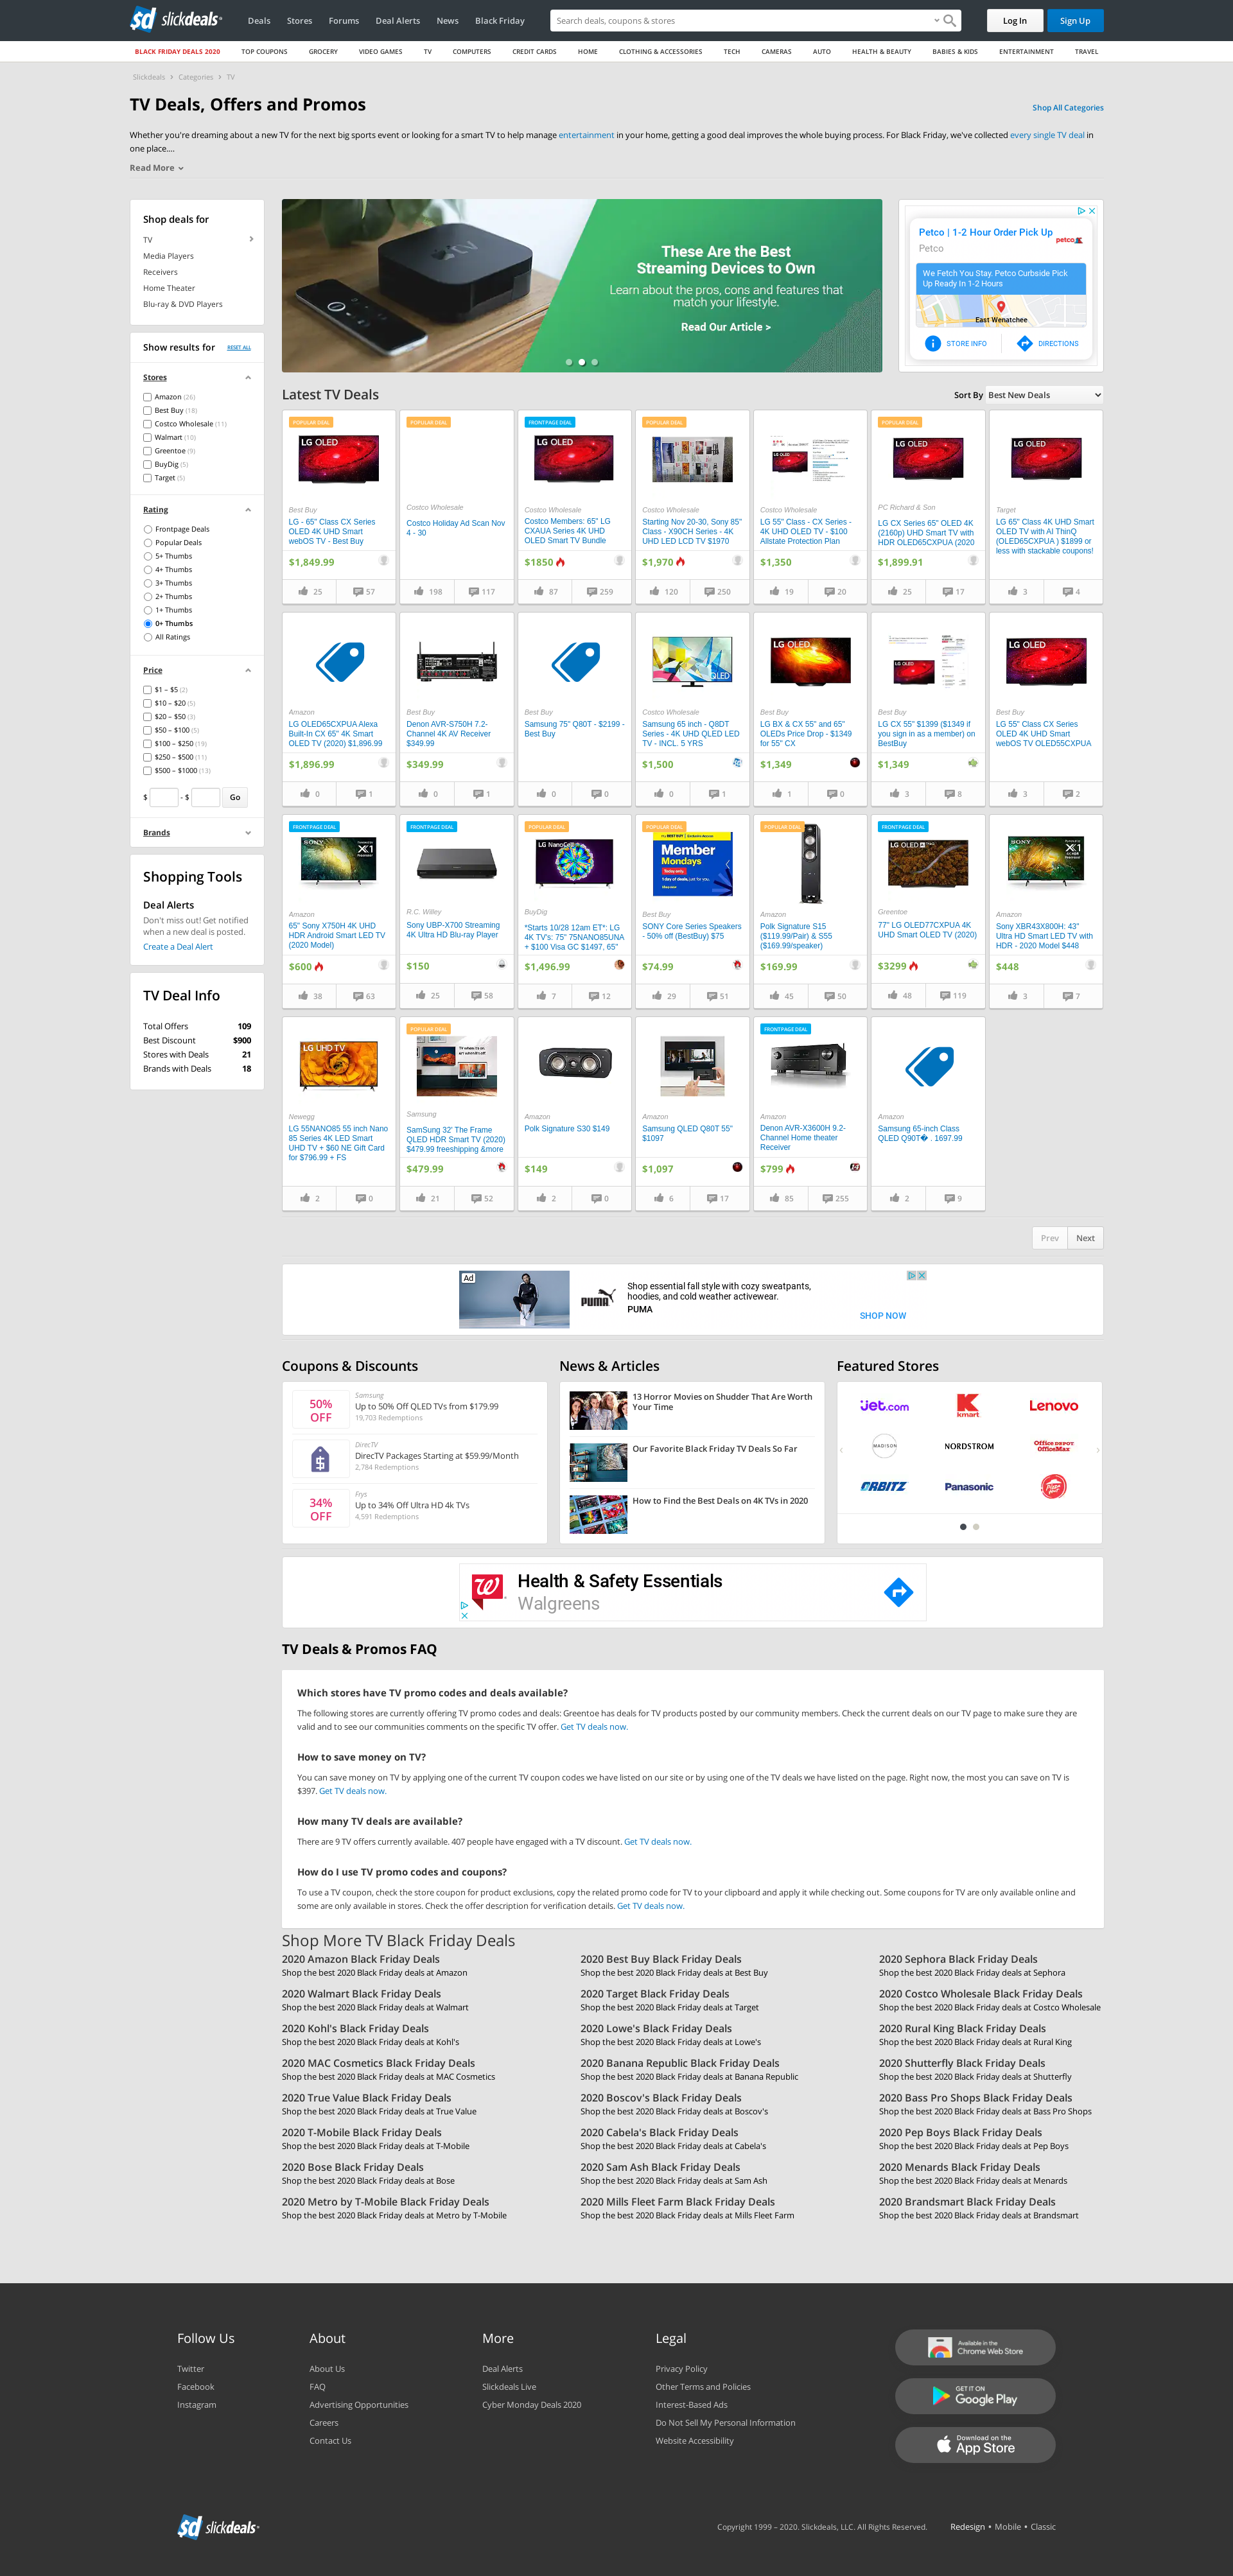 slickdeals
Deals
Stores
Forums
Deal Alerts
News
Black Friday
Search deals, coupons & stores
Log In
Sign Up
BLACK FRIDAY DEALS 2020
TOP COUPONS
GROCERY
VIDEO GAMES
TV
COMPUTERS
CREDIT CARDS
HOME
CLOTHING & ACCESSORIES
TECH
CAMERAS
AUTO
HEALTH & BEAUTY
BABIES & KIDS
ENTERTAINMENT
TRAVEL
Slickdeals > Categories > TV
TV Deals, Offers and Promos
Shop All Categories
Whether you're dreaming about a new TV for the next big sports event or looking for a smart TV to help manage entertainment in your home, getting a good deal improves the whole buying process. For Black Friday, we've collected every single TV deal in
one place....
Read More
Shop deals for
TV
Media Players
Receivers
Home Theater
Blu-ray & DVD Players
Show results for
RESET ALL
Stores
Amazon (26)
Best Buy (18)
Costco Wholesale (11)
Walmart (10)
Greentoe (9)
BuyDig (5)
Target (5)
Rating
Frontpage Deals
Popular Deals
5+ Thumbs
4+ Thumbs
3+ Thumbs
2+ Thumbs
1+ Thumbs
0+ Thumbs
All Ratings
Price
$1 – $5 (2)
$10 – $20 (5)
$20 – $50 (3)
$50 – $100 (5)
$100 – $250 (19)
$250 – $500 (11)
$500 – $1000 (13)
$ - $ Go
Brands
Shopping Tools
Deal Alerts
Don't miss out! Get notified
when a new deal is posted.
Create a Deal Alert
TV Deal Info
Total Offers 109
Best Discount $900
Stores with Deals 21
Brands with Deals 18
These Are the Best
Streaming Devices to Own
Learn about the pros, cons and features that
match your lifestyle.
Read Our Article >
Petco | 1-2 Hour Order Pick Up
Petco
petco
We Fetch You Stay. Petco Curbside Pick
Up Ready In 1-2 Hours
East Wenatchee
STORE INFO
DIRECTIONS
Latest TV Deals
Sort By Best New Deals
POPULAR DEAL
LG OLED
Best Buy
LG - 65" Class CX Series
OLED 4K UHD Smart
webOS TV - Best Buy
$1,849.99
25 57
POPULAR DEAL
Costco Wholesale
Costco Holiday Ad Scan Nov
4 - 30
198 117
FRONTPAGE DEAL
LG OLED
Costco Wholesale
Costco Members: 65" LG
CXAUA Series 4K UHD
OLED Smart TV Bundle
$1850
87 259
POPULAR DEAL
Costco Wholesale
Starting Nov 20-30, Sony 85"
Class - X90CH Series - 4K
UHD LED LCD TV $1970
$1,970
120 250
Costco Wholesale
LG 55" Class - CX Series -
4K UHD OLED TV - $100
Allstate Protection Plan
$1,350
19 20
POPULAR DEAL
LG OLED
PC Richard & Son
LG CX Series 65" OLED 4K
(2160p) UHD Smart TV with
HDR OLED65CXPUA (2020
$1,899.91
25 17
LG OLED
Target
LG 65" Class 4K UHD Smart
OLED TV with AI ThinQ
(OLED65CXPUA ) $1899 or
less with stackable coupons!
3 4
Amazon
LG OLED65CXPUA Alexa
Built-In CX 65" 4K Smart
OLED TV (2020) $1,896.99
$1,896.99
0 1
Best Buy
Denon AVR-S750H 7.2-
Channel 4K AV Receiver
$349.99
$349.99
0 1
Best Buy
Samsung 75" Q80T - $2199 -
Best Buy
0 0
QLED
Costco Wholesale
Samsung 65 inch - Q8DT
Series - 4K UHD QLED LED
TV - INCL. 5 YRS
$1,500
0 1
LG OLED
Best Buy
LG BX & CX 55" and 65"
OLEDs Price Drop - $1349
for 55" CX
$1,349
1 0
Best Buy
LG CX 55" $1399 ($1349 if
you sign in as a member) on
BestBuy
$1,349
3 8
LG OLED
Best Buy
LG 55" Class CX Series
OLED 4K UHD Smart
webOS TV OLED55CXPUA
3 2
FRONTPAGE DEAL
SONY X1
Amazon
65" Sony X750H 4K UHD
HDR Android Smart LED TV
(2020 Model)
$600
38 63
FRONTPAGE DEAL
R.C. Willey
Sony UBP-X700 Streaming
4K Ultra HD Blu-ray Player
$150
25 58
POPULAR DEAL
LG NanoCell
BuyDig
*Starts 10/28 12am ET*: LG
4K TV's: 75" 75NANO85UNA
+ $100 Visa GC $1497, 65"
$1,496.99
7 12
POPULAR DEAL
Member
Mondays
Best Buy
SONY Core Series Speakers
- 50% off (BestBuy) $75
$74.99
29 51
POPULAR DEAL
Amazon
Polk Signature S15
($119.99/Pair) & S55
($169.99/speaker)
$169.99
45 50
FRONTPAGE DEAL
LG OLED
Greentoe
77" LG OLED77CXPUA 4K
UHD Smart OLED TV (2020)
$3299
48 119
SONY X1
Amazon
Sony XBR43X800H: 43"
Ultra HD Smart LED TV with
HDR - 2020 Model $448
$448
3 7
LG UHD TV
Newegg
LG 55NANO85 55 inch Nano
85 Series 4K LED Smart
UHD TV + $60 NE Gift Card
for $796.99 + FS
2 0
POPULAR DEAL
Samsung
SamSung 32' The Frame
QLED HDR Smart TV (2020)
$479.99 freeshipping &more
$479.99
21 52
Amazon
Polk Signature S30 $149
$149
2 0
Amazon
Samsung QLED Q80T 55"
$1097
$1,097
6 17
FRONTPAGE DEAL
Amazon
Denon AVR-X3600H 9.2-
Channel Home theater
Receiver
$799
85 255
Amazon
Samsung 65-inch Class
QLED Q90T� . 1697.99
2 9
Prev Next
Ad
PUMA
Shop essential fall style with cozy sweatpants,
hoodies, and cold weather activewear.
PUMA
SHOP NOW
Coupons & Discounts
50%
OFF
Samsung
Up to 50% Off QLED TVs from $179.99
19,703 Redemptions
DirecTV
DirecTV Packages Starting at $59.99/Month
2,784 Redemptions
34%
OFF
Frys
Up to 34% Off Ultra HD 4k TVs
4,591 Redemptions
News & Articles
13 Horror Movies on Shudder That Are Worth
Your Time
Our Favorite Black Friday TV Deals So Far
How to Find the Best Deals on 4K TVs in 2020
Featured Stores
jet.com
kmart
Lenovo
MADISON
NORDSTROM
Office DEPOT
OfficeMax
ORBITZ
Panasonic
Health & Safety Essentials
Walgreens
TV Deals & Promos FAQ
Which stores have TV promo codes and deals available?
The following stores are currently offering TV promo codes and deals: Greentoe has deals for TV products posted by our community members. Check the current deals on our TV page to make sure they are
valid and to see our communities comments on the specific TV offer. Get TV deals now.
How to save money on TV?
You can save money on TV by applying one of the current TV coupon codes we have listed on our site or by using one of the TV deals we have listed on the page. Right now, the most you can save on TV is
$397. Get TV deals now.
How many TV deals are available?
There are 9 TV offers currently available. 407 people have engaged with a TV discount. Get TV deals now.
How do I use TV promo codes and coupons?
To use a TV coupon, check the store coupon for product exclusions, copy the related promo code for TV to your clipboard and apply it while checking out. Some coupons for TV are only available online and
some are only available in stores. Check the offer description for verification details. Get TV deals now.
Shop More TV Black Friday Deals
2020 Amazon Black Friday Deals
Shop the best 2020 Black Friday deals at Amazon
2020 Best Buy Black Friday Deals
Shop the best 2020 Black Friday deals at Best Buy
2020 Sephora Black Friday Deals
Shop the best 2020 Black Friday deals at Sephora
2020 Walmart Black Friday Deals
Shop the best 2020 Black Friday deals at Walmart
2020 Target Black Friday Deals
Shop the best 2020 Black Friday deals at Target
2020 Costco Wholesale Black Friday Deals
Shop the best 2020 Black Friday deals at Costco Wholesale
2020 Kohl's Black Friday Deals
Shop the best 2020 Black Friday deals at Kohl's
2020 Lowe's Black Friday Deals
Shop the best 2020 Black Friday deals at Lowe's
2020 Rural King Black Friday Deals
Shop the best 2020 Black Friday deals at Rural King
2020 MAC Cosmetics Black Friday Deals
Shop the best 2020 Black Friday deals at MAC Cosmetics
2020 Banana Republic Black Friday Deals
Shop the best 2020 Black Friday deals at Banana Republic
2020 Shutterfly Black Friday Deals
Shop the best 2020 Black Friday deals at Shutterfly
2020 True Value Black Friday Deals
Shop the best 2020 Black Friday deals at True Value
2020 Boscov's Black Friday Deals
Shop the best 2020 Black Friday deals at Boscov's
2020 Bass Pro Shops Black Friday Deals
Shop the best 2020 Black Friday deals at Bass Pro Shops
2020 T-Mobile Black Friday Deals
Shop the best 2020 Black Friday deals at T-Mobile
2020 Cabela's Black Friday Deals
Shop the best 2020 Black Friday deals at Cabela's
2020 Pep Boys Black Friday Deals
Shop the best 2020 Black Friday deals at Pep Boys
2020 Bose Black Friday Deals
Shop the best 2020 Black Friday deals at Bose
2020 Sam Ash Black Friday Deals
Shop the best 2020 Black Friday deals at Sam Ash
2020 Menards Black Friday Deals
Shop the best 2020 Black Friday deals at Menards
2020 Metro by T-Mobile Black Friday Deals
Shop the best 2020 Black Friday deals at Metro by T-Mobile
2020 Mills Fleet Farm Black Friday Deals
Shop the best 2020 Black Friday deals at Mills Fleet Farm
2020 Brandsmart Black Friday Deals
Shop the best 2020 Black Friday deals at Brandsmart
Follow Us
Twitter
Facebook
Instagram
About
About Us
FAQ
Advertising Opportunities
Careers
Contact Us
More
Deal Alerts
Slickdeals Live
Cyber Monday Deals 2020
Legal
Privacy Policy
Other Terms and Policies
Interest-Based Ads
Do Not Sell My Personal Information
Website Accessibility
Available in the
Chrome Web Store
GET IT ON
Google Play
Download on the
App Store
slickdeals
Copyright 1999 – 2020. Slickdeals, LLC. All Rights Reserved.
Redesign • Mobile • Classic